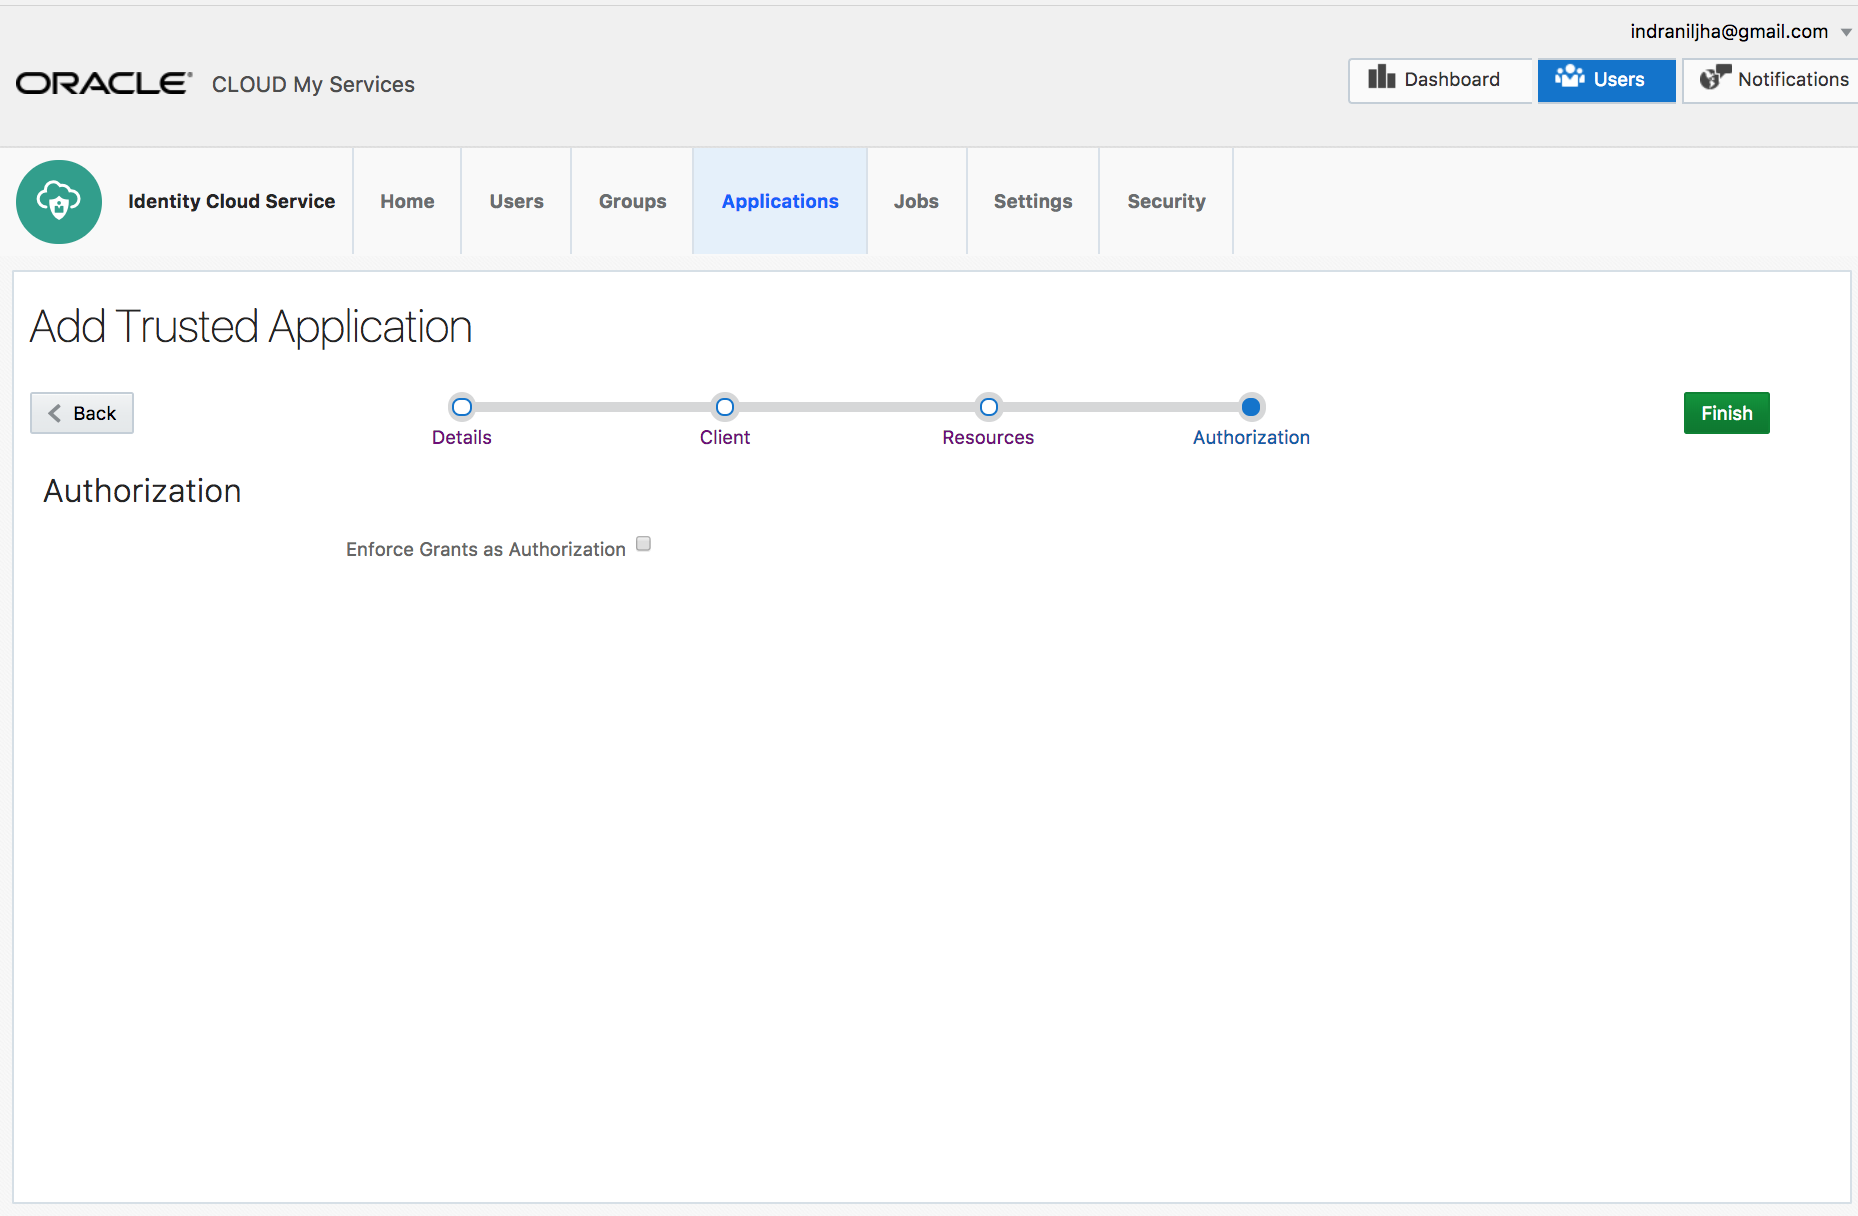 indraniljha@gmail.com
ORACLE® CLOUD My Services
Dashboard Users Notifications
Identity Cloud Service Home Users Groups Applications Jobs Settings Security
Add Trusted Application
Back Finish
Details Client Resources Authorization
Authorization
Enforce Grants as Authorization